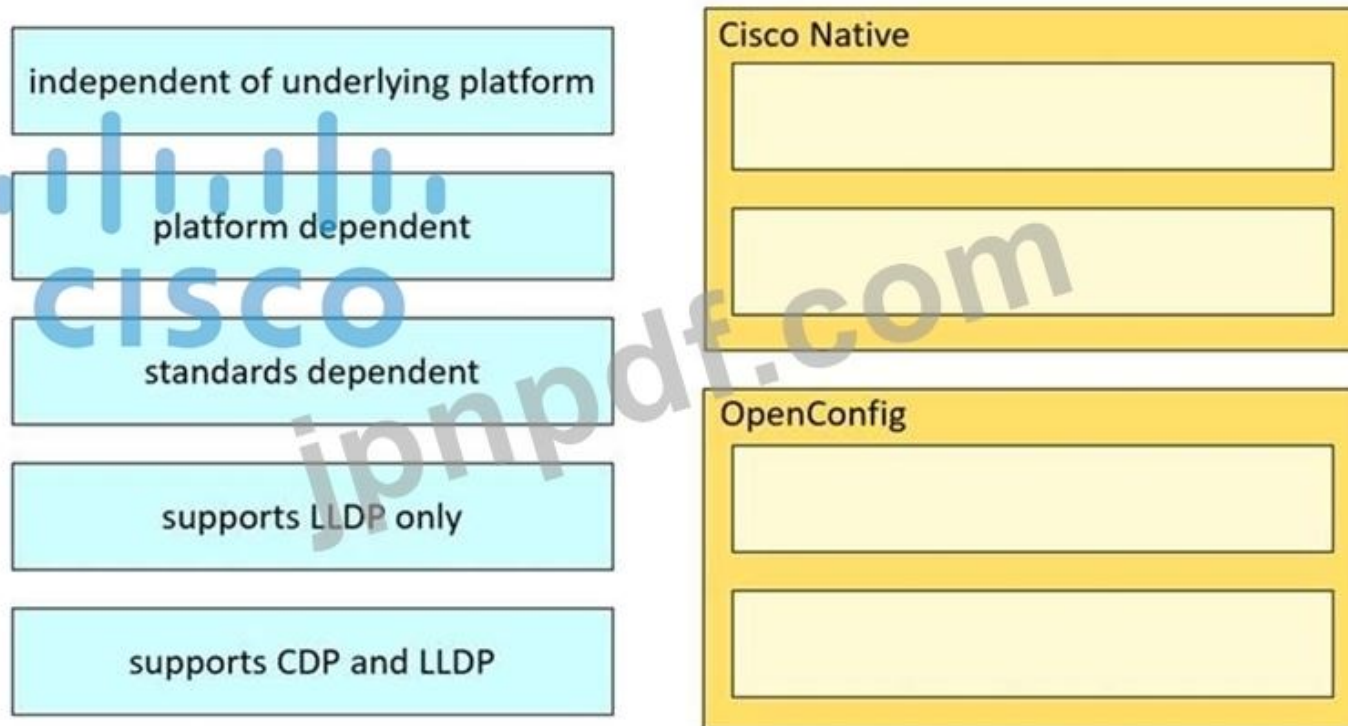 independent of underlying platform
platform dependent
standards dependent
supports LLDP only
supports CDP and LLDP
Cisco Native
OpenConfig
CISCO
jpnpdf.com